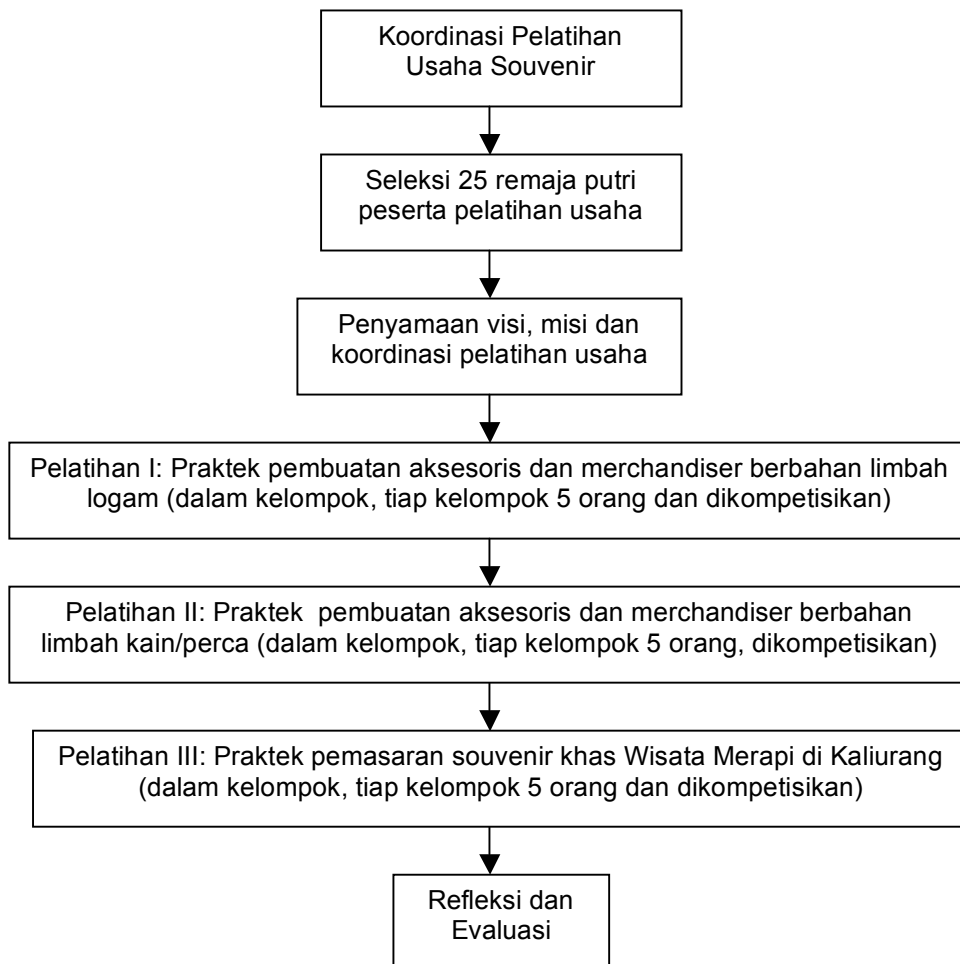 Koordinasi Pelatihan
Usaha Souvenir
Seleksi 25 remaja putri
peserta pelatihan usaha
Penyamaan visi, misi dan
koordinasi pelatihan usaha
Pelatihan I: Praktek pembuatan aksesoris dan merchandiser berbahan limbah
logam (dalam kelompok, tiap kelompok 5 orang dan dikompetisikan)
Pelatihan II: Praktek  pembuatan aksesoris dan merchandiser berbahan
limbah kain/perca (dalam kelompok, tiap kelompok 5 orang, dikompetisikan)
Pelatihan III: Praktek pemasaran souvenir khas Wisata Merapi di Kaliurang
(dalam kelompok, tiap kelompok 5 orang dan dikompetisikan)
Refleksi dan
Evaluasi